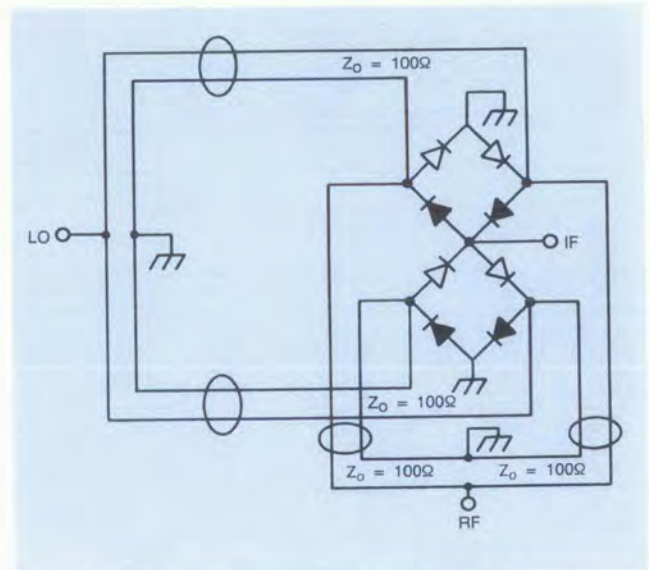 Z₀ = 100Ω
LO
IF
Z₀ = 100Ω
Z₀ = 100Ω
Z₀ = 100Ω
RF